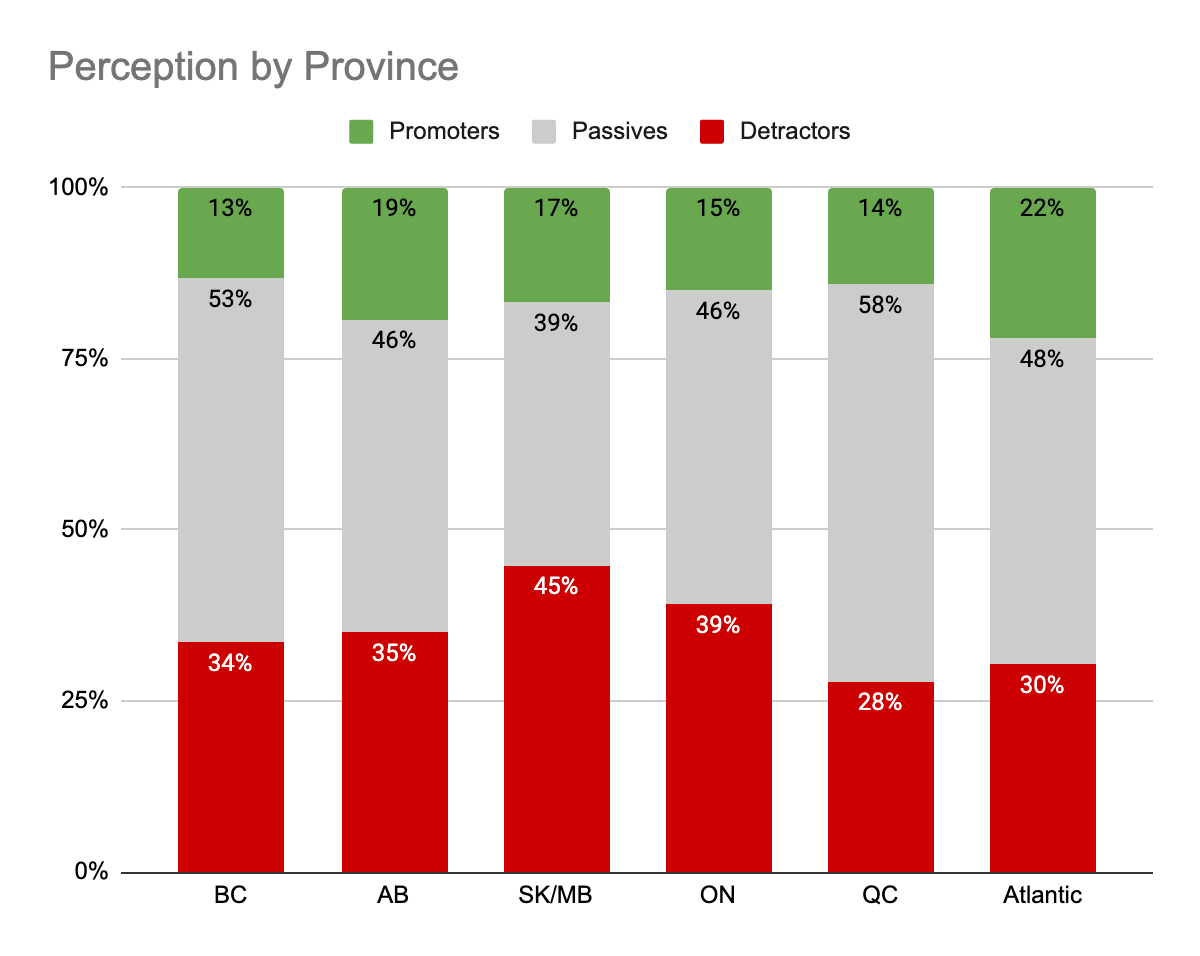 Perception by Province
Promoters Passives Detractors
100%
13% 19% 17% 15% 14% 22%
53% 46% 39% 46% 58% 48%
75%
50%
45%
34% 35% 39% 28% 30%
25%
0%
BC AB SK/MB ON QC Atlantic